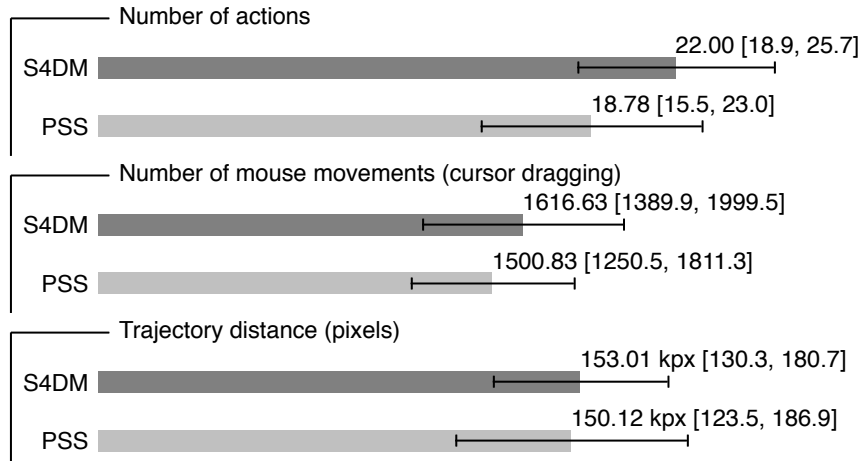 Number of actions
22.00 [18.9, 25.7]
S4DM
18.78 [15.5, 23.0]
PSS
Number of mouse movements (cursor dragging)
1616.63 [1389.9, 1999.5]
S4DM
1500.83 [1250.5, 1811.3]
PSS
Trajectory distance (pixels)
153.01 kpx [130.3, 180.7]
S4DM
150.12 kpx [123.5, 186.9]
PSS